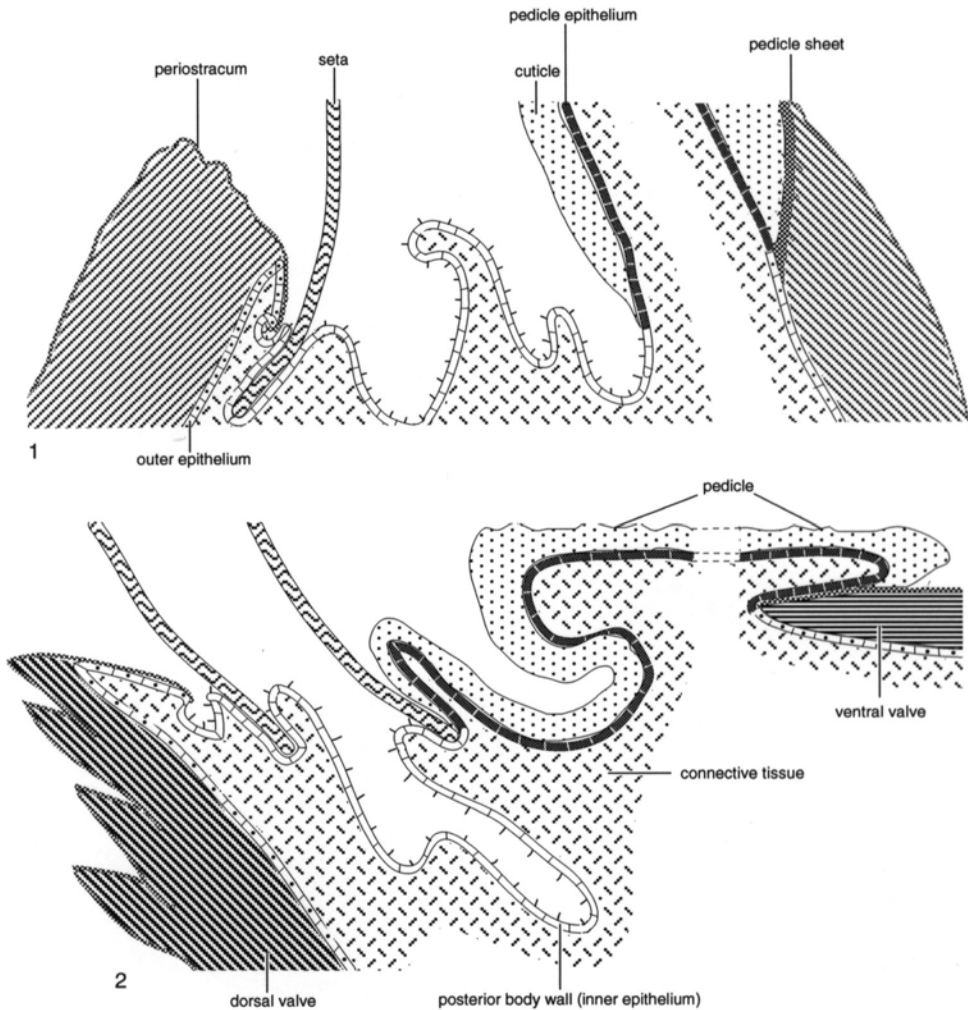 pedicle epithelium
pedicle sheet
seta
cuticle
periostracum
1
outer epithelium
pedicle
ventral valve
connective tissue
2
dorsal valve
posterior body wall (inner epithelium)